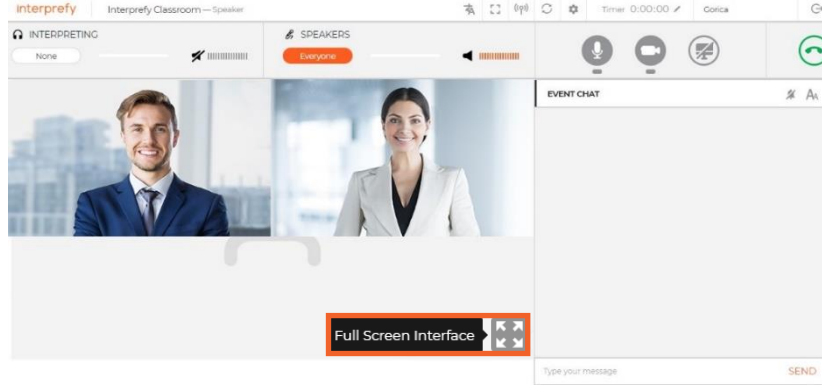 interprefy Interprefy Classroom — Speaker Timer 0:00:00 Gorica
INTERPRETING
None
SPEAKERS
Everyone
EVENT CHAT
Full Screen Interface
Type your message SEND